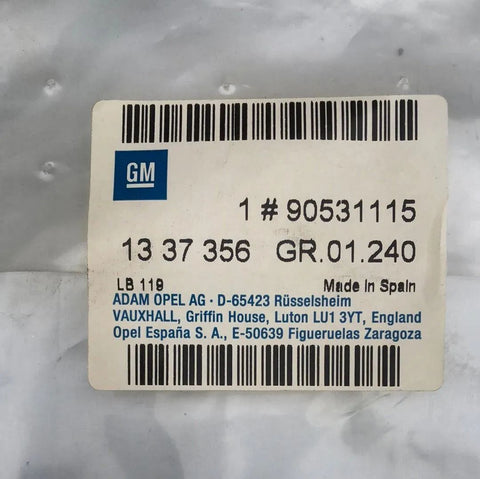 GM
1 # 90531115
13 37 356 GR.01.240
LB 119 Made in Spain
ADAM OPEL AG · D-65423 Rüsselsheim
VAUXHALL, Griffin House, Luton LU1 3YT, England
Opel España S. A., E-50639 Figueruelas Zaragoza